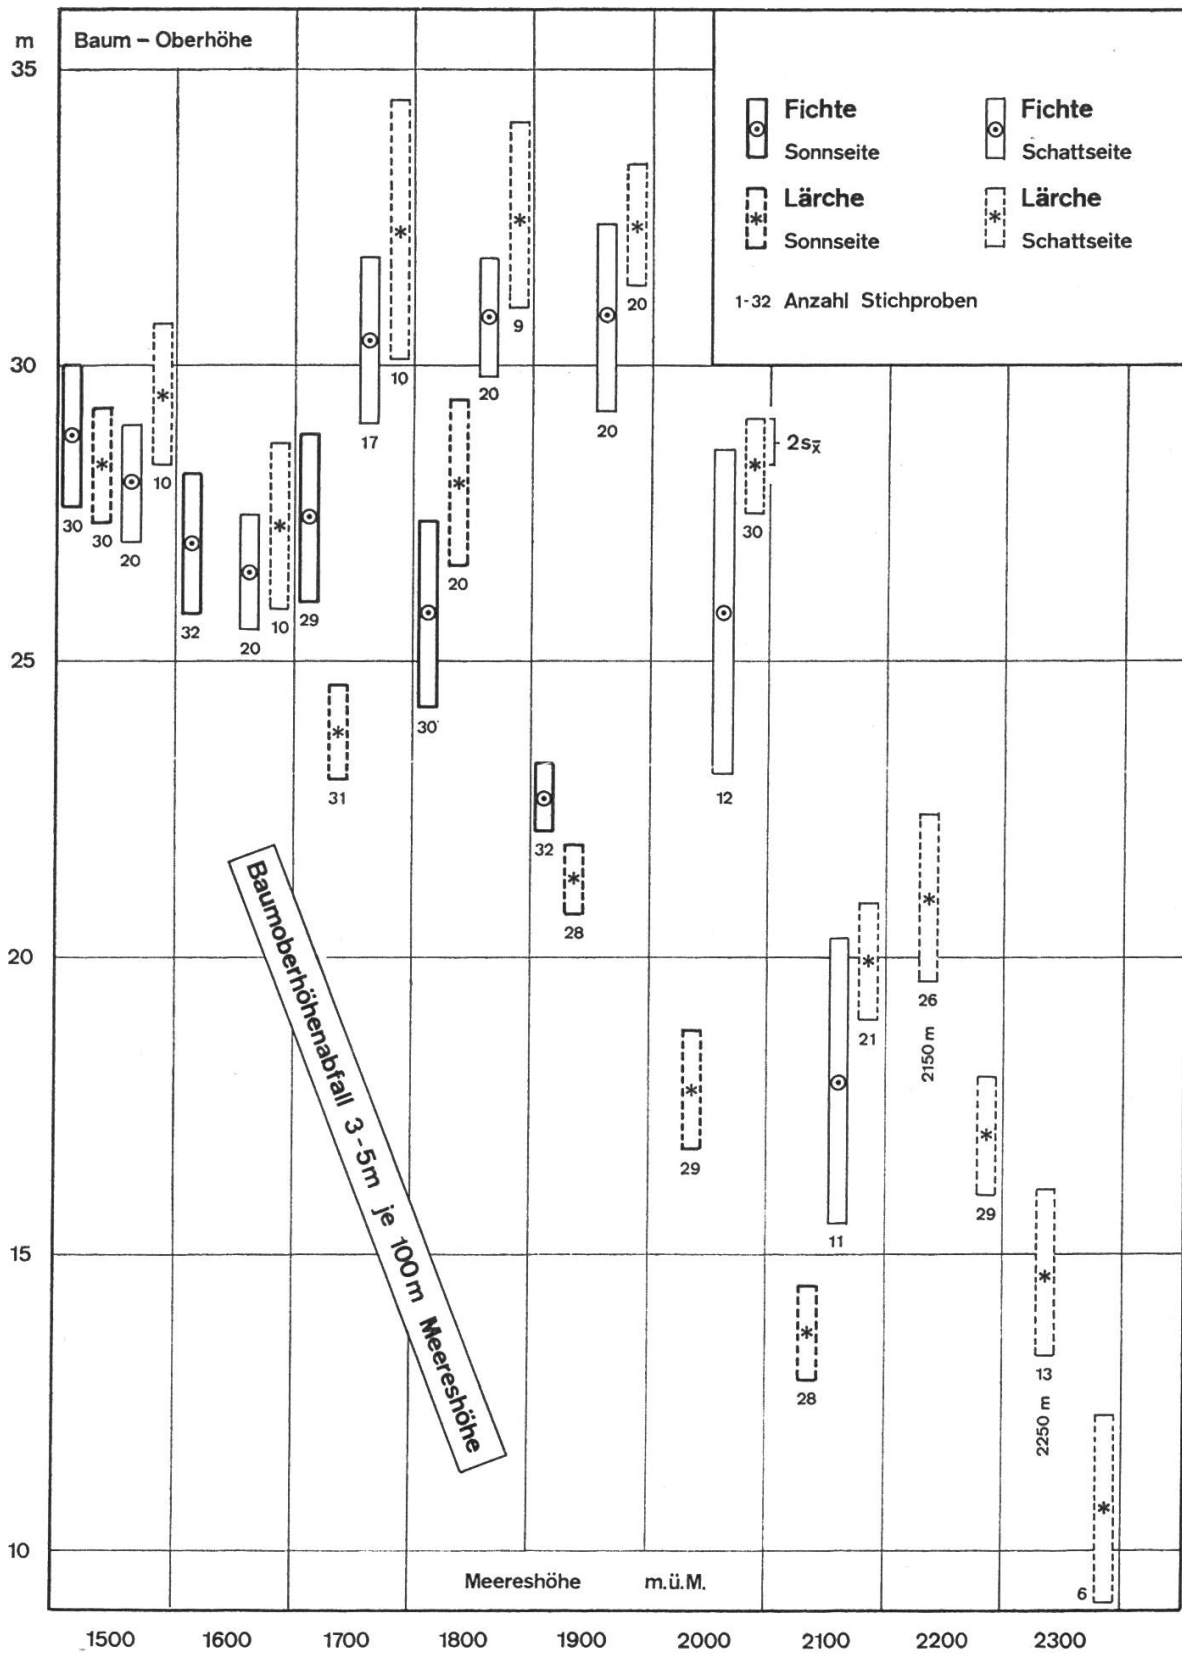 m
Baum – Oberhöhe
35
Fichte
Sonnseite
Fichte
Schattseite
Lärche
Sonnseite
Lärche
Schattseite
1-32 Anzahl Stichproben
30
25
20
15
10
30
30
20
10
32
20
10
29
31
17
10
30
20
20
9
32
28
20
20
29
12
30
2sx̄
28
11
21
26
2150 m
29
13
2250 m
6
Baumoberhöhenabfall 3-5m je 100m Meereshöhe
Meereshöhe m.ü.M.
1500 1600 1700 1800 1900 2000 2100 2200 2300